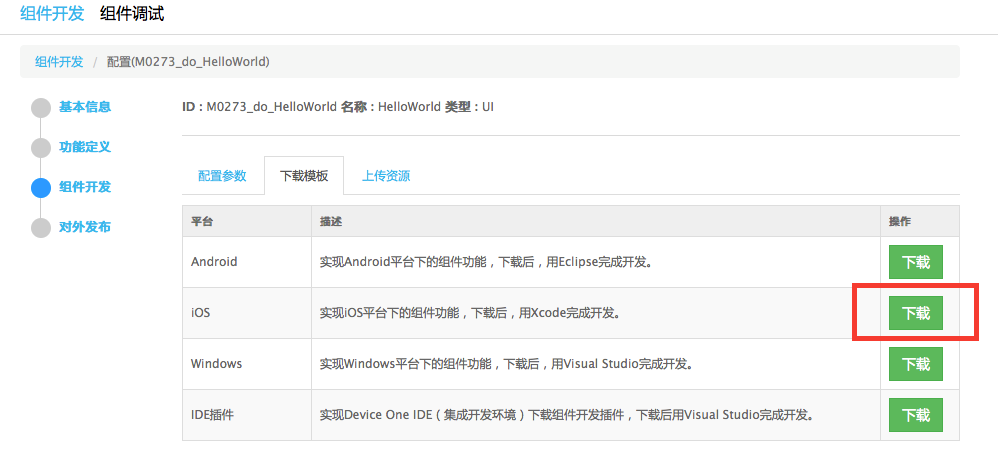 组件开发 组件调试
组件开发 / 配置(M0273_do_HelloWorld)
基本信息
功能定义
组件开发
对外发布
ID : M0273_do_HelloWorld 名称 : HelloWorld 类型 : UI
配置参数 下载模板 上传资源
平台 描述 操作
Android 实现Android平台下的组件功能，下载后，用Eclipse完成开发。 下载
iOS 实现iOS平台下的组件功能，下载后，用Xcode完成开发。 下载
Windows 实现Windows平台下的组件功能，下载后，用Visual Studio完成开发。 下载
IDE插件 实现Device One IDE（集成开发环境）下载组件开发插件，下载后用Visual Studio完成开发。 下载